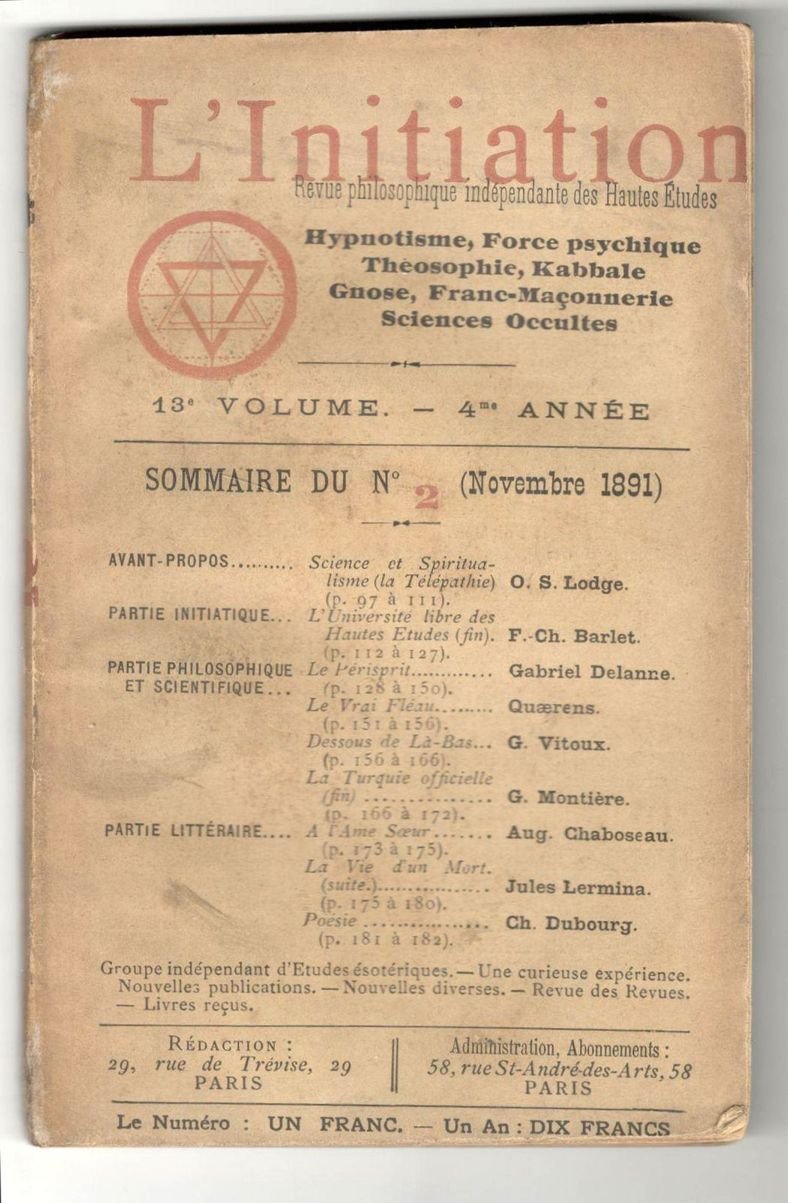 L'Initiation
Revue philosophique indépendante des Hautes Études
Hypnotisme, Force psychique
Théosophie, Kabbale
Gnose, Franc-Maçonnerie
Sciences Occultes
13e VOLUME. — 4me ANNÉE
SOMMAIRE DU N° 2 (Novembre 1891)
AVANT-PROPOS.......... Science et Spiritua-
lisme (la Télépathie) O. S. Lodge.
(p. 97 à 111).
PARTIE INITIATIQUE... L'Université libre des
Hautes Etudes (fin). F.-Ch. Barlet.
(p. 112 à 127).
PARTIE PHILOSOPHIQUE Le Périsprit............. Gabriel Delanne.
ET SCIENTIFIQUE... (p. 128 à 150).
Le Vrai Fléau......... Quærens.
(p. 151 à 156).
Dessous de Là-Bas... G. Vitoux.
(p. 156 à 166).
La Turquie officielle
(fin) ............... G. Montière.
(p. 166 à 172).
PARTIE LITTÉRAIRE.... A l'Ame Sœur....... Aug. Chaboseau.
(p. 173 à 175).
La Vie d'un Mort.
(suite.)................. Jules Lermina.
(p. 175 à 180).
Poésie ................ Ch. Dubourg.
(p. 181 à 182).
Groupe indépendant d'Etudes ésotériques. — Une curieuse expérience.
Nouvelles publications. — Nouvelles diverses. — Revue des Revues.
— Livres reçus.
RÉDACTION :
29, rue de Trévise, 29
PARIS
Administration, Abonnements :
58, rue St-André-des-Arts, 58
PARIS
Le Numéro : UN FRANC. — Un An : DIX FRANCS